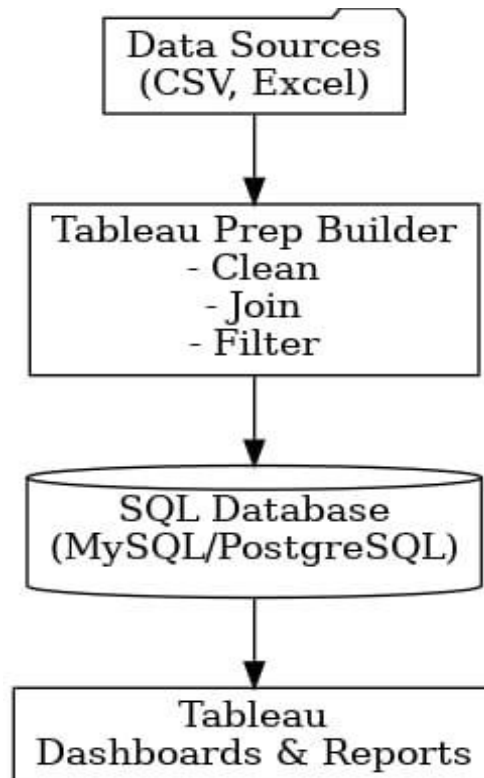 Data Sources
(CSV, Excel)
Tableau Prep Builder
- Clean
- Join
- Filter
SQL Database
(MySQL/PostgreSQL)
Tableau
Dashboards & Reports